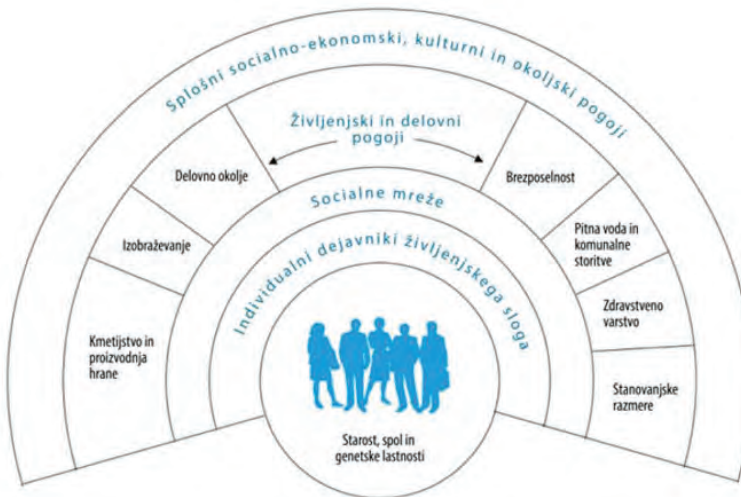 Splošni socialno-ekonomski, kulturni in okoljski pogoji
Življenjski in delovni
pogoji
Delovno okolje
Brezposelnost
Socialne mreže
Izobraževanje
Pitna voda in
komunalne
storitve
Individualni dejavniki življenjskega sloga
Zdravstveno
varstvo
Kmetijstvo in
proizvodnja
hrane
Stanovanjske
razmere
Starost, spol in
genetske lastnosti